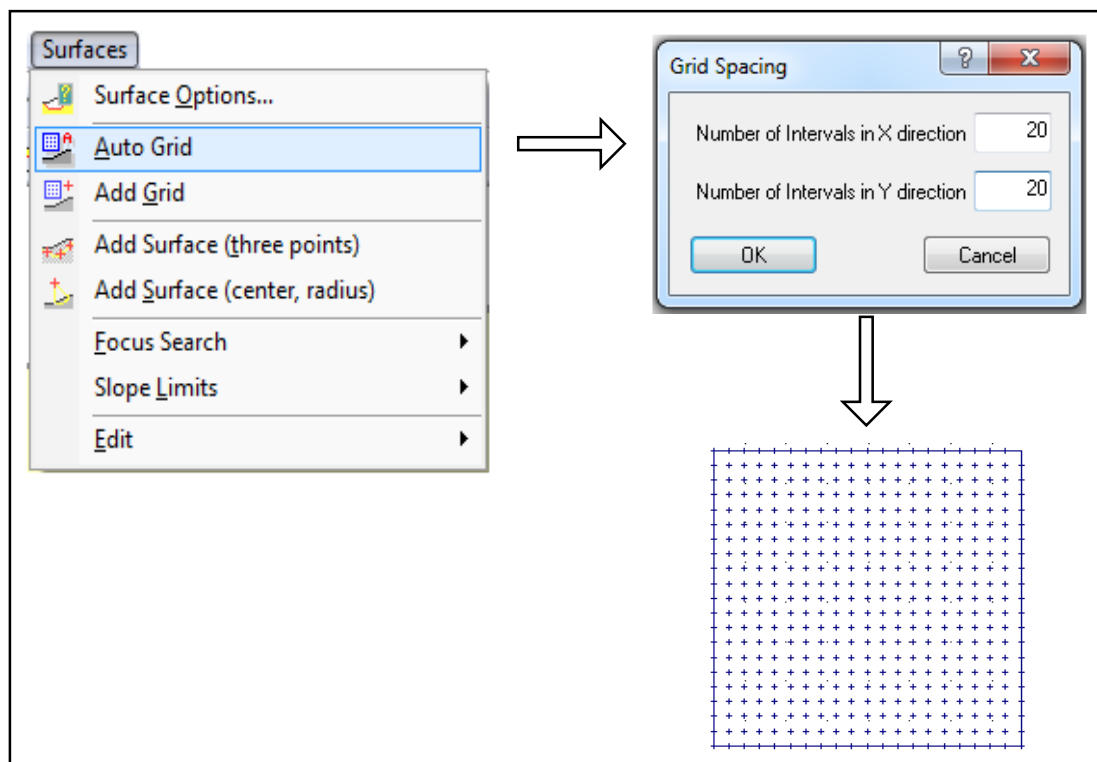 Surfaces
Surface Options...
Auto Grid
Add Grid
Add Surface (three points)
Add Surface (center, radius)
Focus Search
Slope Limits
Edit
Grid Spacing
Number of Intervals in X direction 20
Number of Intervals in Y direction 20
OK Cancel